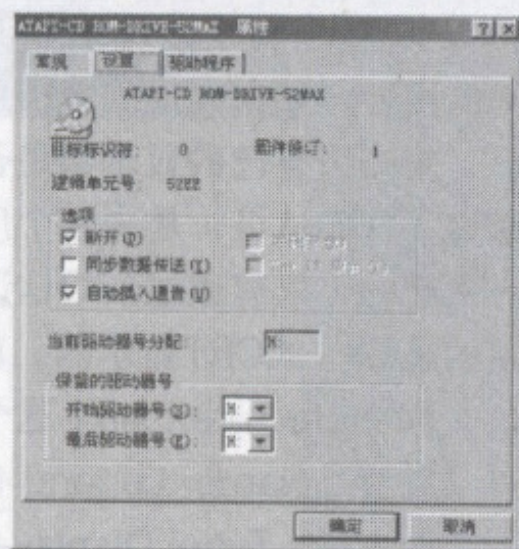 ATAPI-CD ROM-DRIVE-52MAX 属性
常规 设置 驱动程序
ATAPI-CD ROM-DRIVE-52MAX
目标标识符: 0 固件修订: 1
逻辑单元号: 52EE
选项
断开(D)
同步数据传送(Y)
自动插入通告(U)
当前驱动器号分配: H:
保留的驱动器号
开始驱动器号(S): H:
最后驱动器号(E): H:
确定 取消